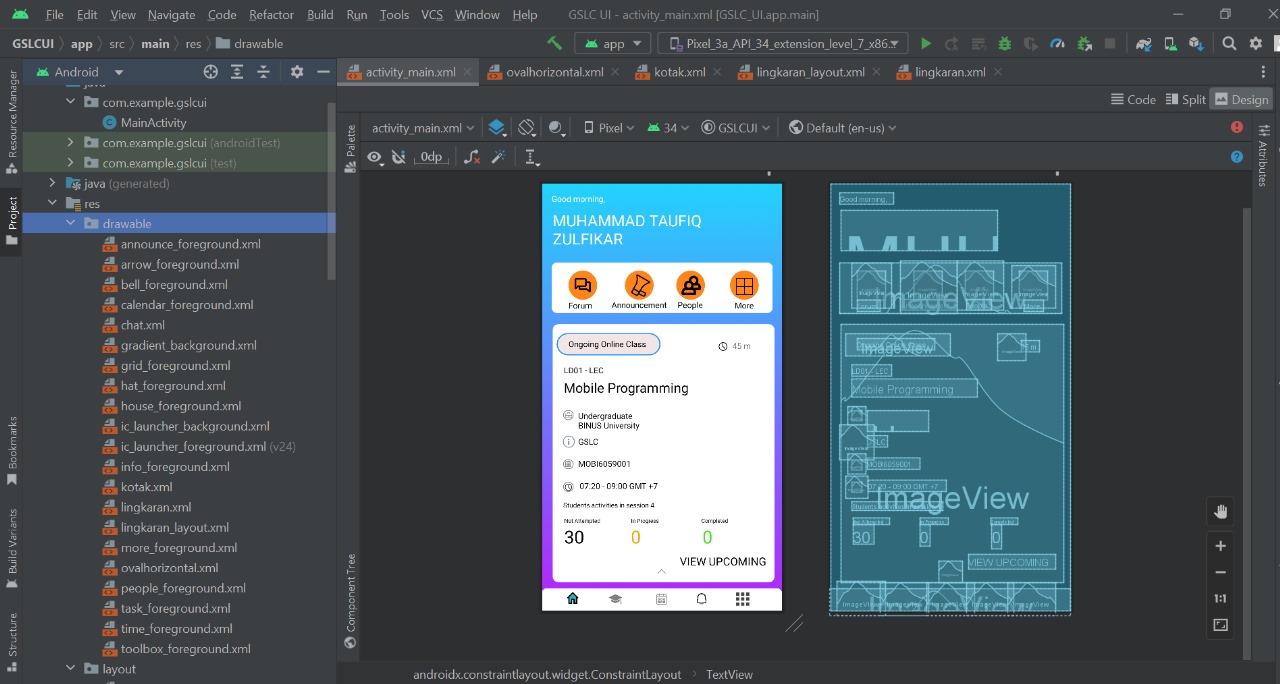 File Edit View Navigate Code Refactor Build Run Tools VCS Window Help GSLC UI - activity_main.xml [GSLC_UI.app.main]
GSLCUI app src main res drawable app Pixel_3a_API_34_extension_level_7_x86...
Android activity_main.xml ovalhorizontal.xml kotak.xml lingkaran_layout.xml lingkaran.xml
Code Split Design
activity_main.xml Pixel 34 GSLCUI Default (en-us)
0dp
Resource Manager
Project
Bookmarks
Build Variants
Structure
java
com.example.gslcui
MainActivity
com.example.gslcui (androidTest)
com.example.gslcui (test)
java (generated)
res
drawable
announce_foreground.xml
arrow_foreground.xml
bell_foreground.xml
calendar_foreground.xml
chat.xml
gradient_background.xml
grid_foreground.xml
hat_foreground.xml
house_foreground.xml
ic_launcher_background.xml
ic_launcher_foreground.xml (v24)
info_foreground.xml
kotak.xml
lingkaran.xml
lingkaran_layout.xml
more_foreground.xml
ovalhorizontal.xml
people_foreground.xml
task_foreground.xml
time_foreground.xml
toolbox_foreground.xml
layout
Palette
Component Tree
Attributes
Good morning,
MUHAMMAD TAUFIQ
ZULFIKAR
Forum Announcement People More
Ongoing Online Class 45 m
LD01 - LEC
Mobile Programming
Undergraduate
BINUS University
GSLC
MOBI6059001
07:20 - 09:00 GMT +7
Students activities in session 4
Not Attempted In Progress Completed
30 0 0
VIEW UPCOMING
Good morning,
ImageView
ImageView
LD01 - LEC
Mobile Programming
MOBI6059001
07:20 - 09:00 GMT +7
ImageView
30 0 0
VIEW UPCOMING
ImageView
1:1
androidx.constraintlayout.widget.ConstraintLayout TextView